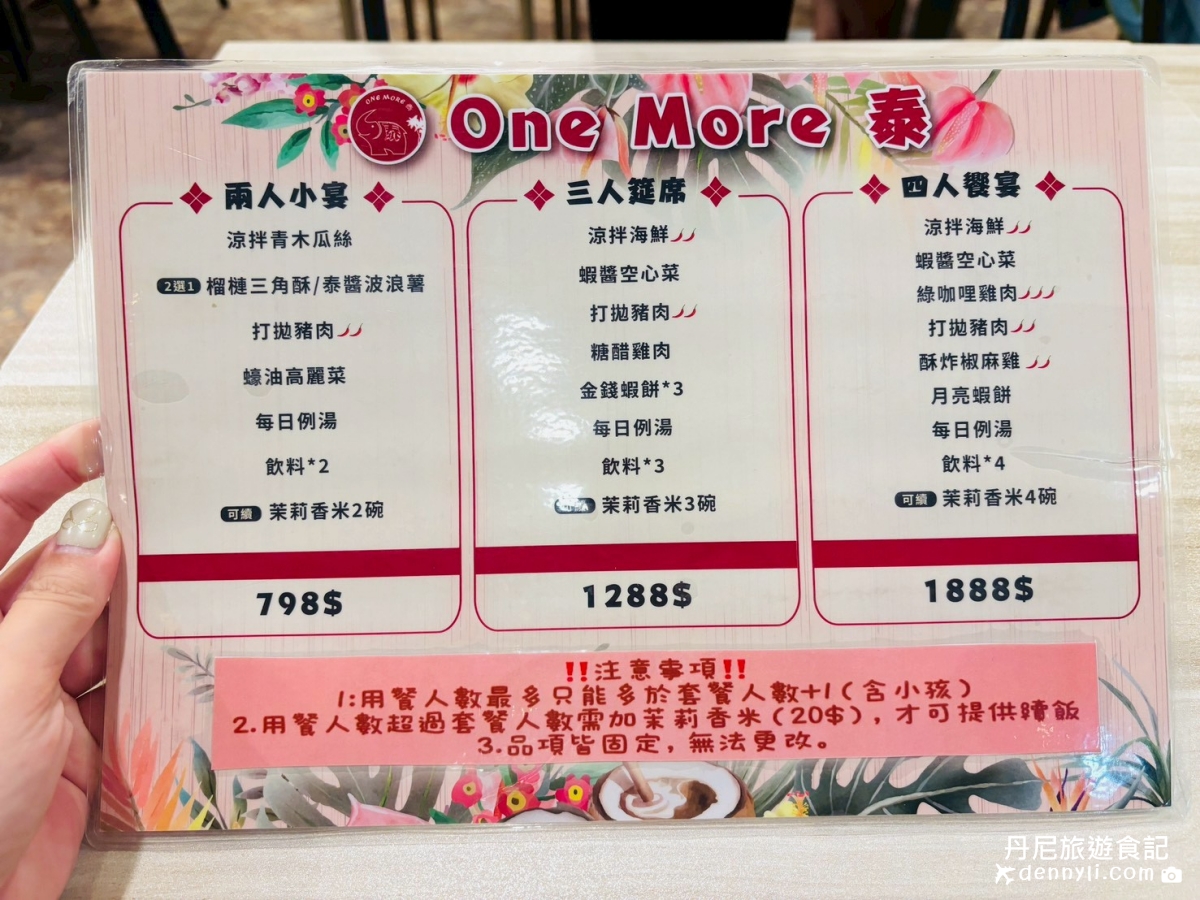 ONE MORE 泰
One More 泰
兩人小宴
涼拌青木瓜絲
2選1 榴槤三角酥/泰醬波浪薯
打拋豬肉
蠔油高麗菜
每日例湯
飲料*2
可續 茉莉香米2碗
798$
三人筵席
涼拌海鮮
蝦醬空心菜
打拋豬肉
糖醋雞肉
金錢蝦餅*3
每日例湯
飲料*3
茉莉香米3碗
1288$
四人饗宴
涼拌海鮮
蝦醬空心菜
綠咖哩雞肉
打拋豬肉
酥炸椒麻雞
月亮蝦餅
每日例湯
飲料*4
可續 茉莉香米4碗
1888$
‼️注意事項‼️
1:用餐人數最多只能多於套餐人數+1(含小孩)
2.用餐人數超過套餐人數需加茉莉香米(20$),才可提供續飯
3.品項皆固定,無法更改。
丹尼旅遊食記
dennyli.com